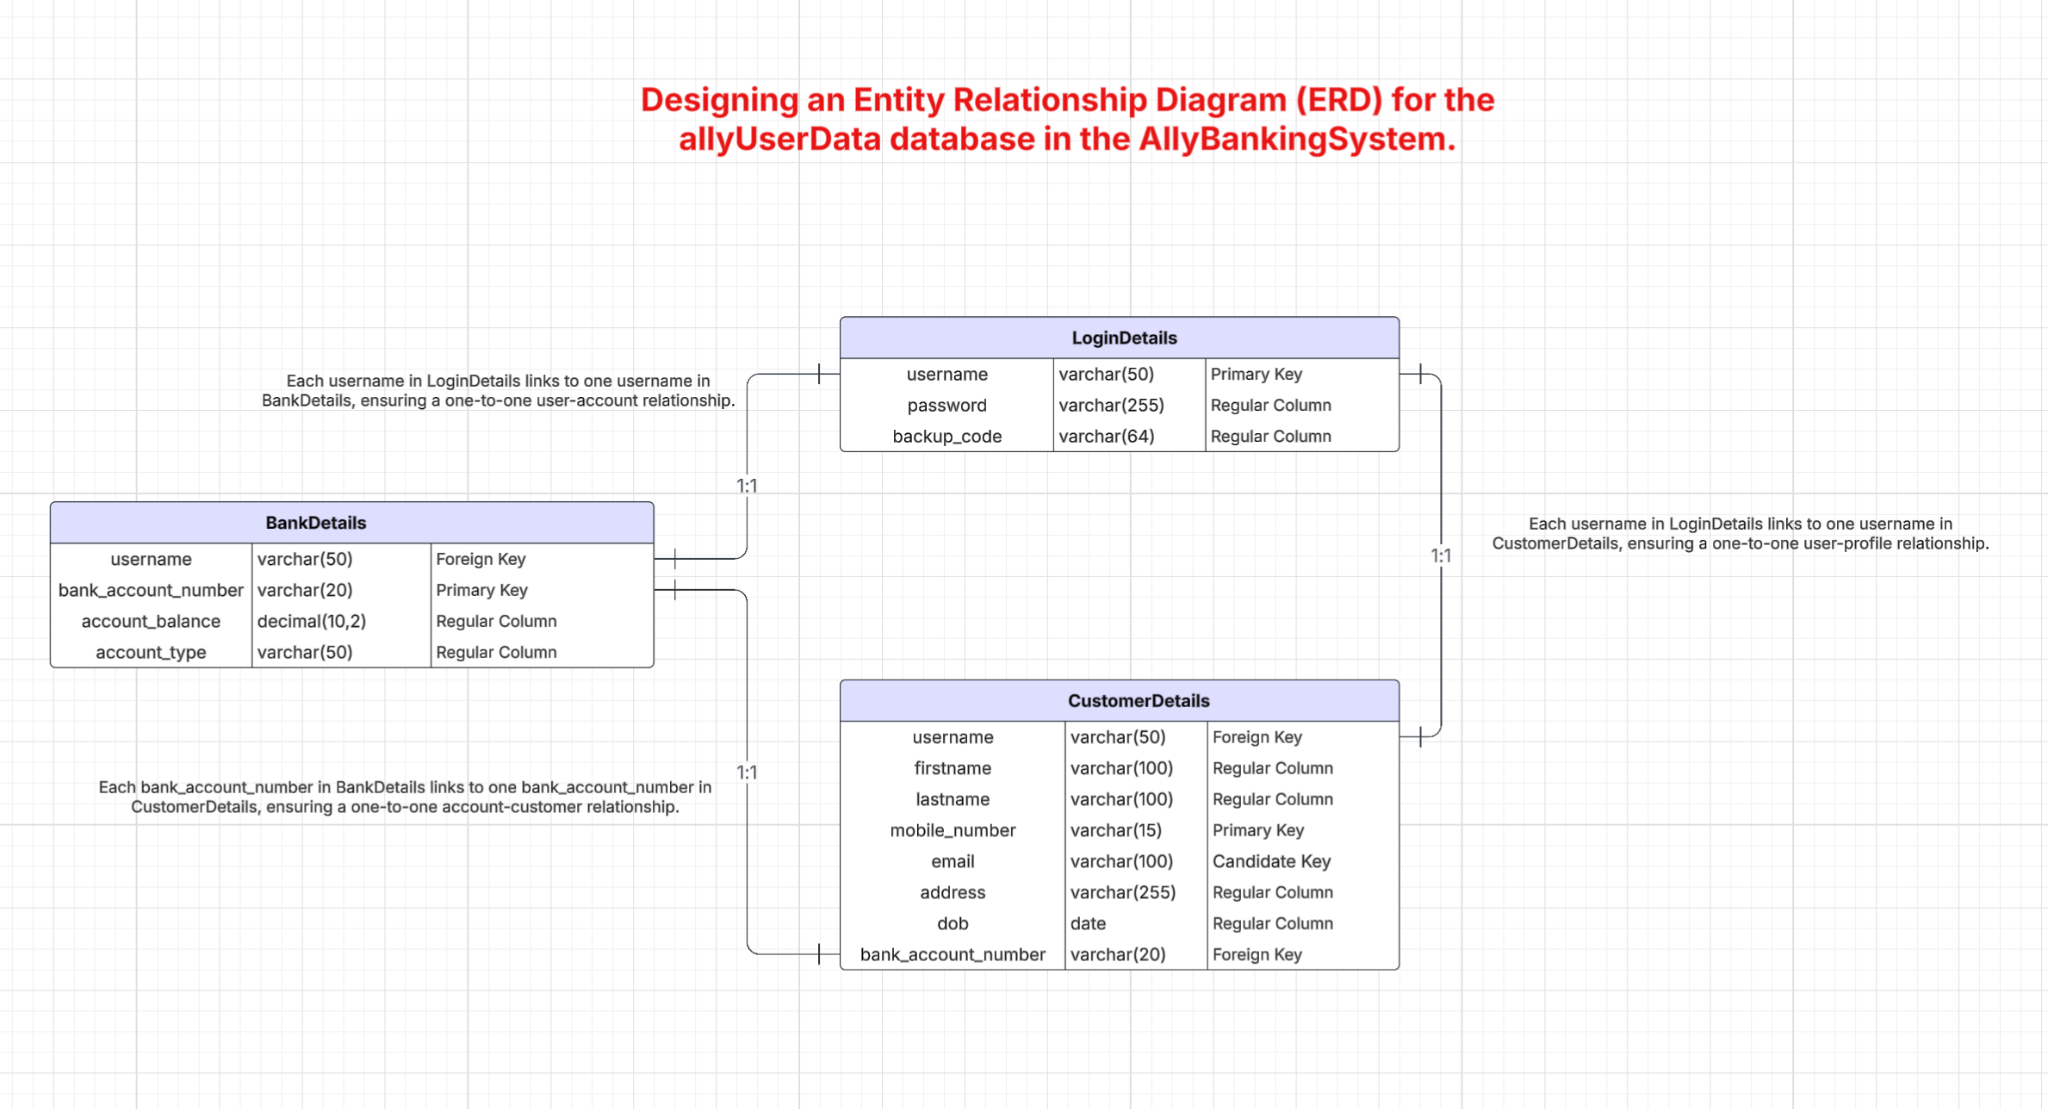 Designing an Entity Relationship Diagram (ERD) for the
allyUserData database in the AllyBankingSystem.
LoginDetails
username varchar(50) Primary Key
password varchar(255) Regular Column
backup_code varchar(64) Regular Column
Each username in LoginDetails links to one username in
BankDetails, ensuring a one-to-one user-account relationship.
1:1
BankDetails
username varchar(50) Foreign Key
bank_account_number varchar(20) Primary Key
account_balance decimal(10,2) Regular Column
account_type varchar(50) Regular Column
Each username in LoginDetails links to one username in
CustomerDetails, ensuring a one-to-one user-profile relationship.
1:1
Each bank_account_number in BankDetails links to one bank_account_number in
CustomerDetails, ensuring a one-to-one account-customer relationship.
1:1
CustomerDetails
username varchar(50) Foreign Key
firstname varchar(100) Regular Column
lastname varchar(100) Regular Column
mobile_number varchar(15) Primary Key
email varchar(100) Candidate Key
address varchar(255) Regular Column
dob date Regular Column
bank_account_number varchar(20) Foreign Key